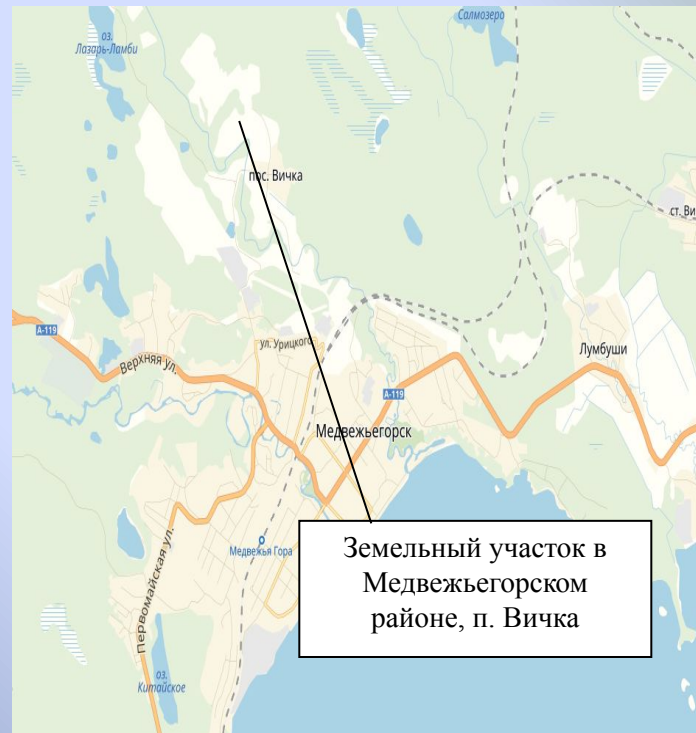 оз.
Лазарь-Ламби
Салмозеро
пос. Вичка
ст. Ви
А-119
ул. Урицкого
Верхняя ул.
Лумбуши
А-119
Медвежьегорск
Медвежья Гора
Первомайская ул.
оз.
Китайское
Земельный участок в
Медвежьегорском
районе, п. Вичка